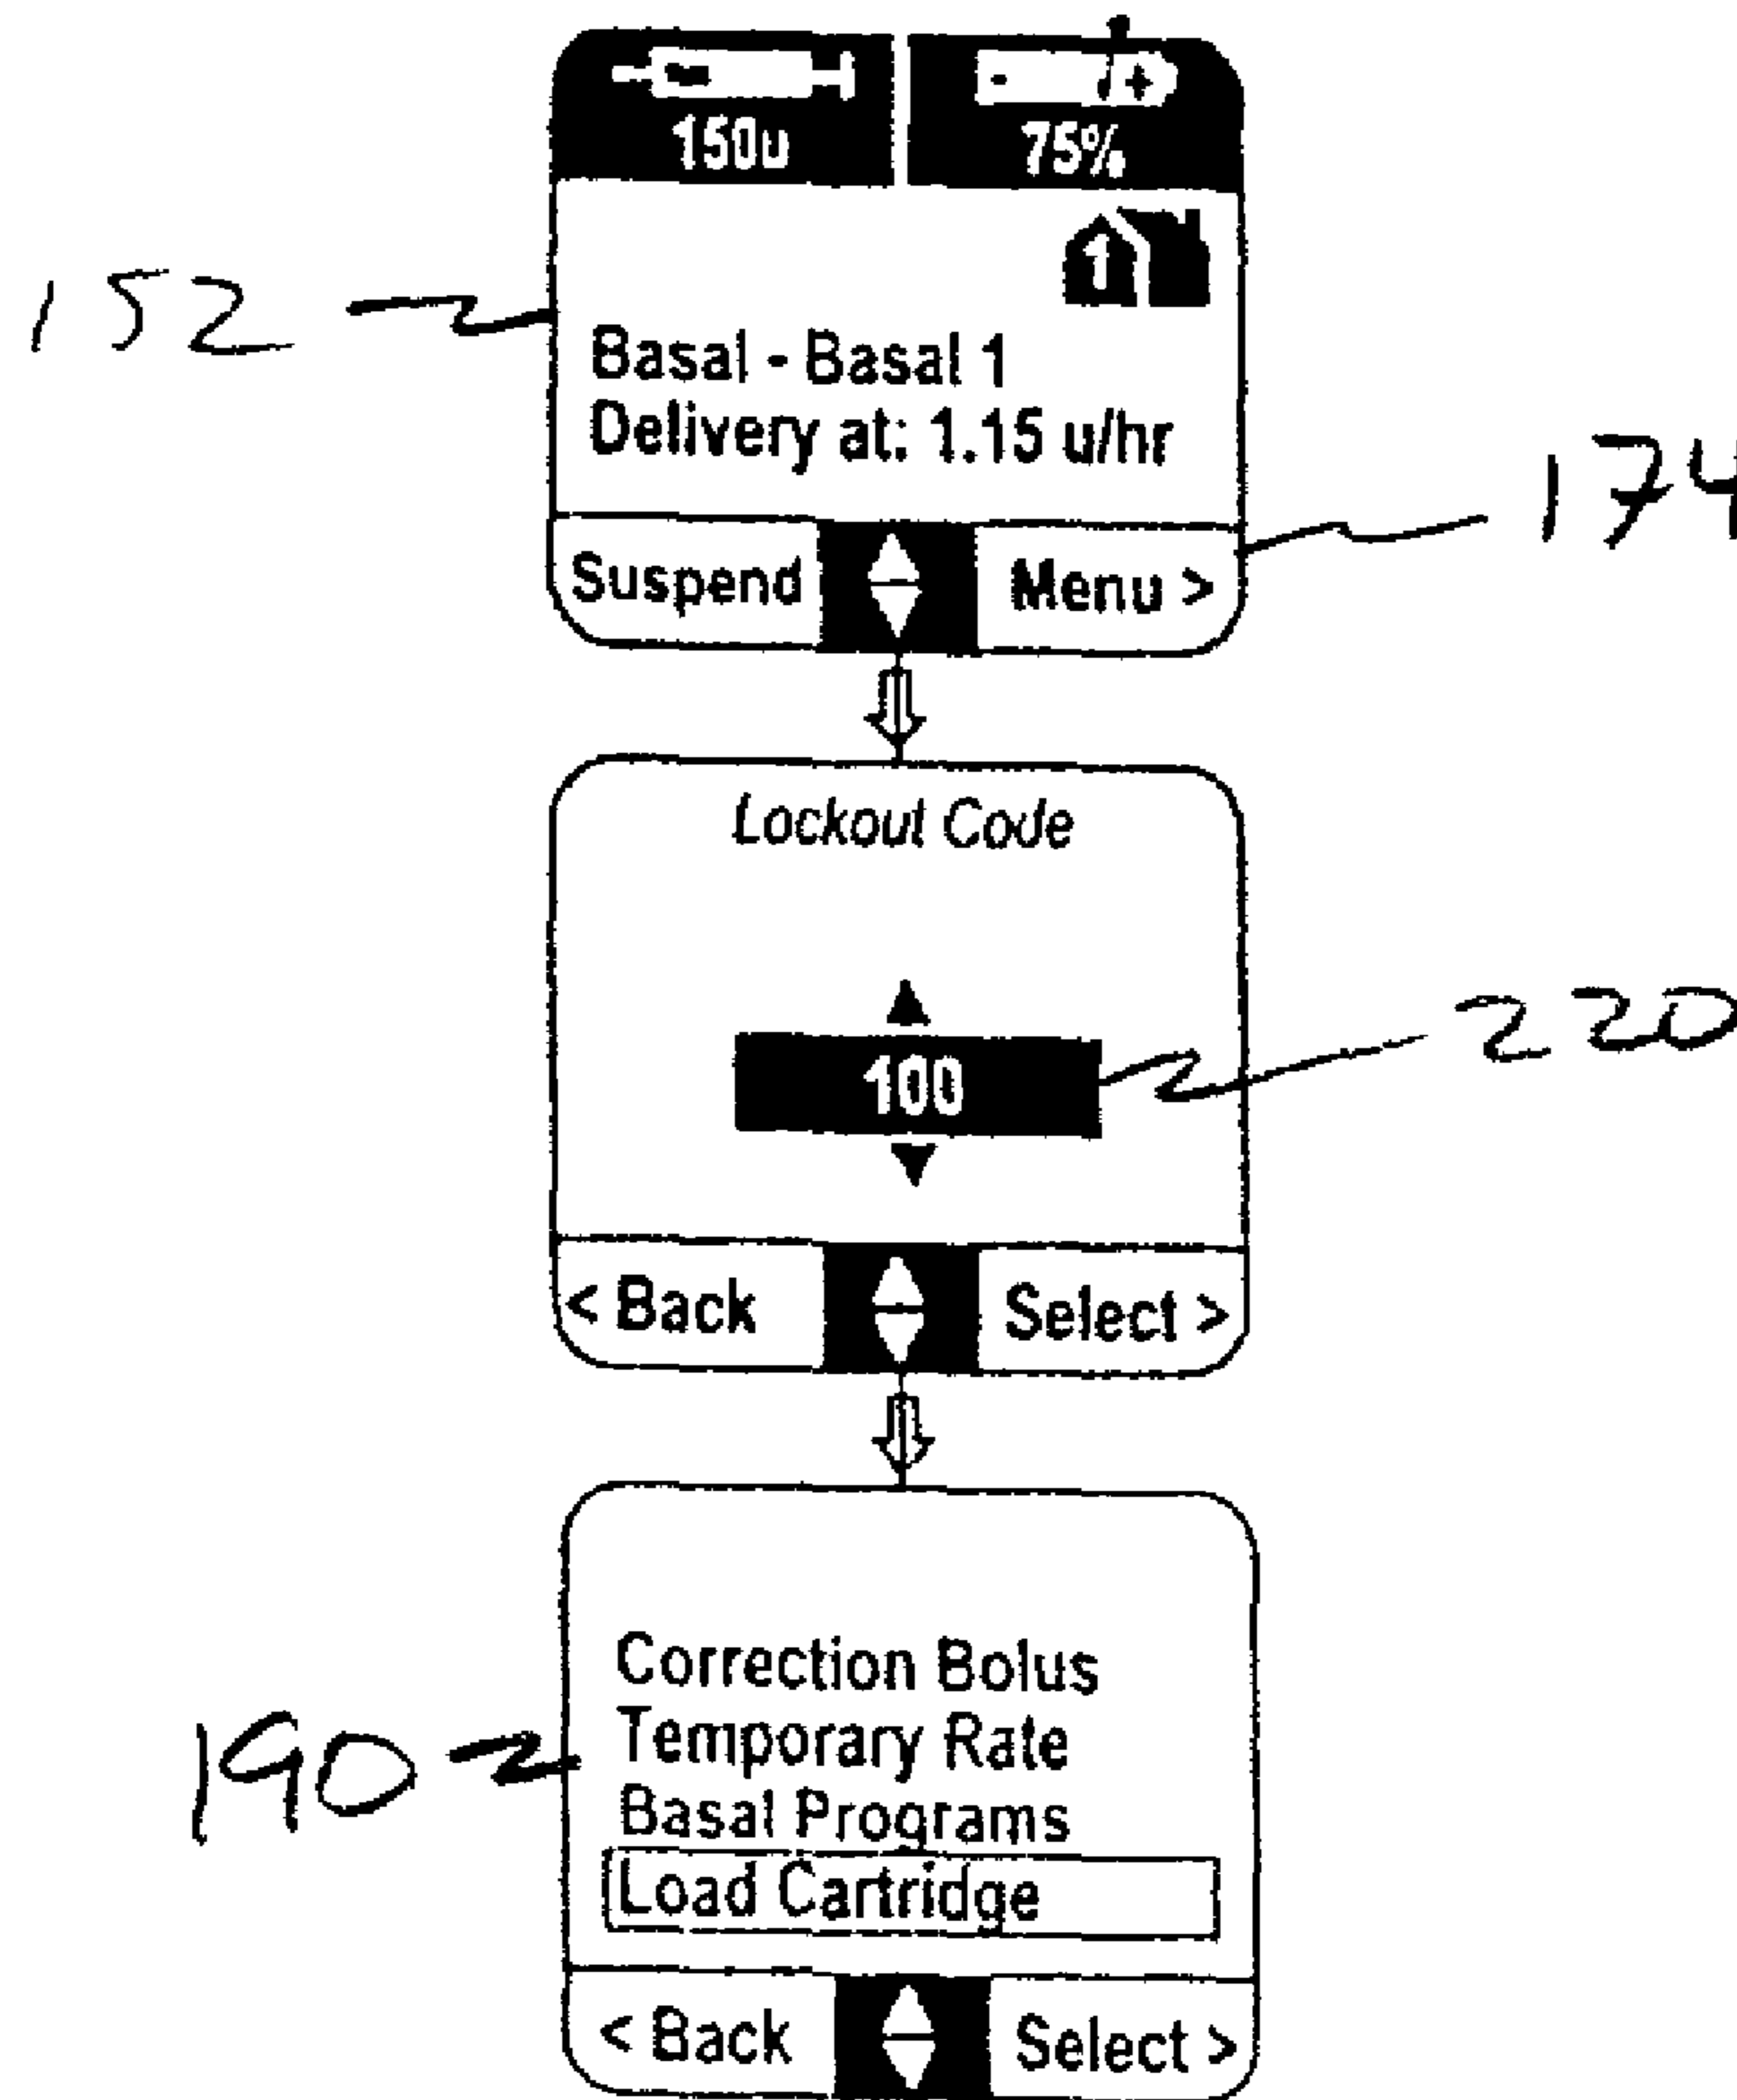 150u 75%
152
Basal - Basal 1
Delivery at: 1.15 u/hr
174
Suspend Menu >
Lockout Code
220
100
< Back Select >
Correction Bolus
Temporary Rate
190
Basal Programs
Load Cartridge
< Back Select >